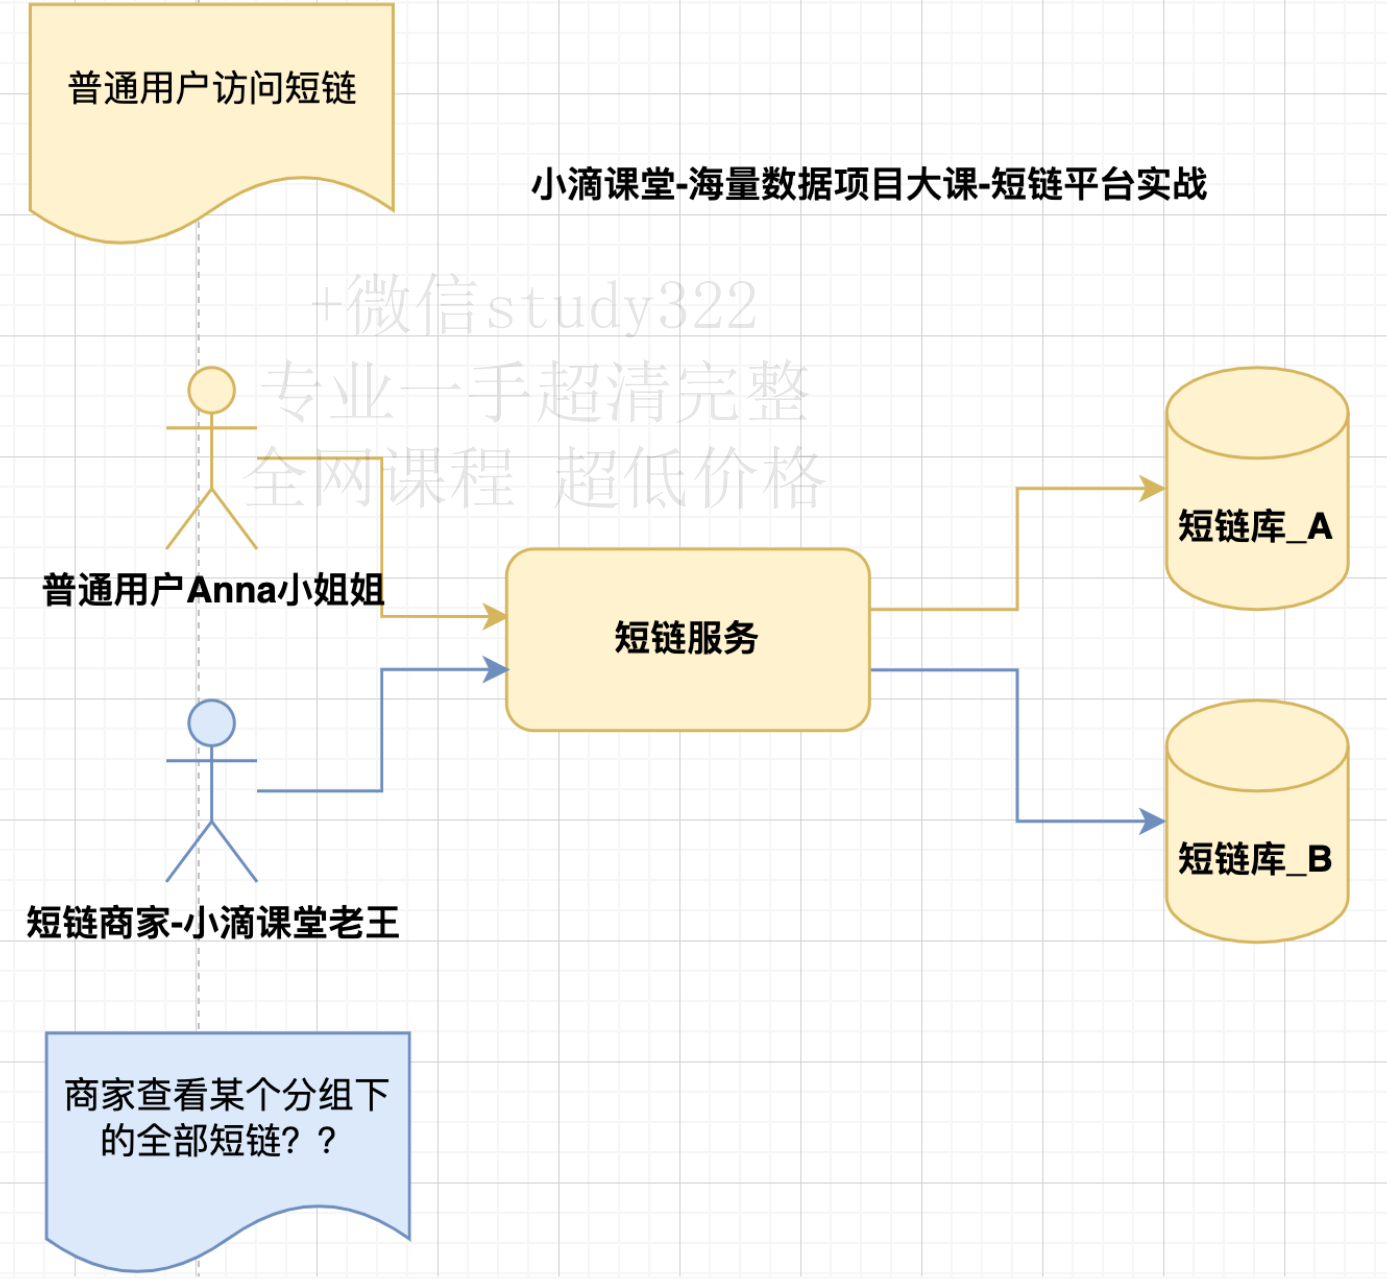 普通用户访问短链
小滴课堂-海量数据项目大课-短链平台实战
+微信study322
专业一手超清完整
全网课程 超低价格
短链库_A
普通用户Anna小姐姐
短链服务
短链库_B
短链商家-小滴课堂老王
商家查看某个分组下
的全部短链？？